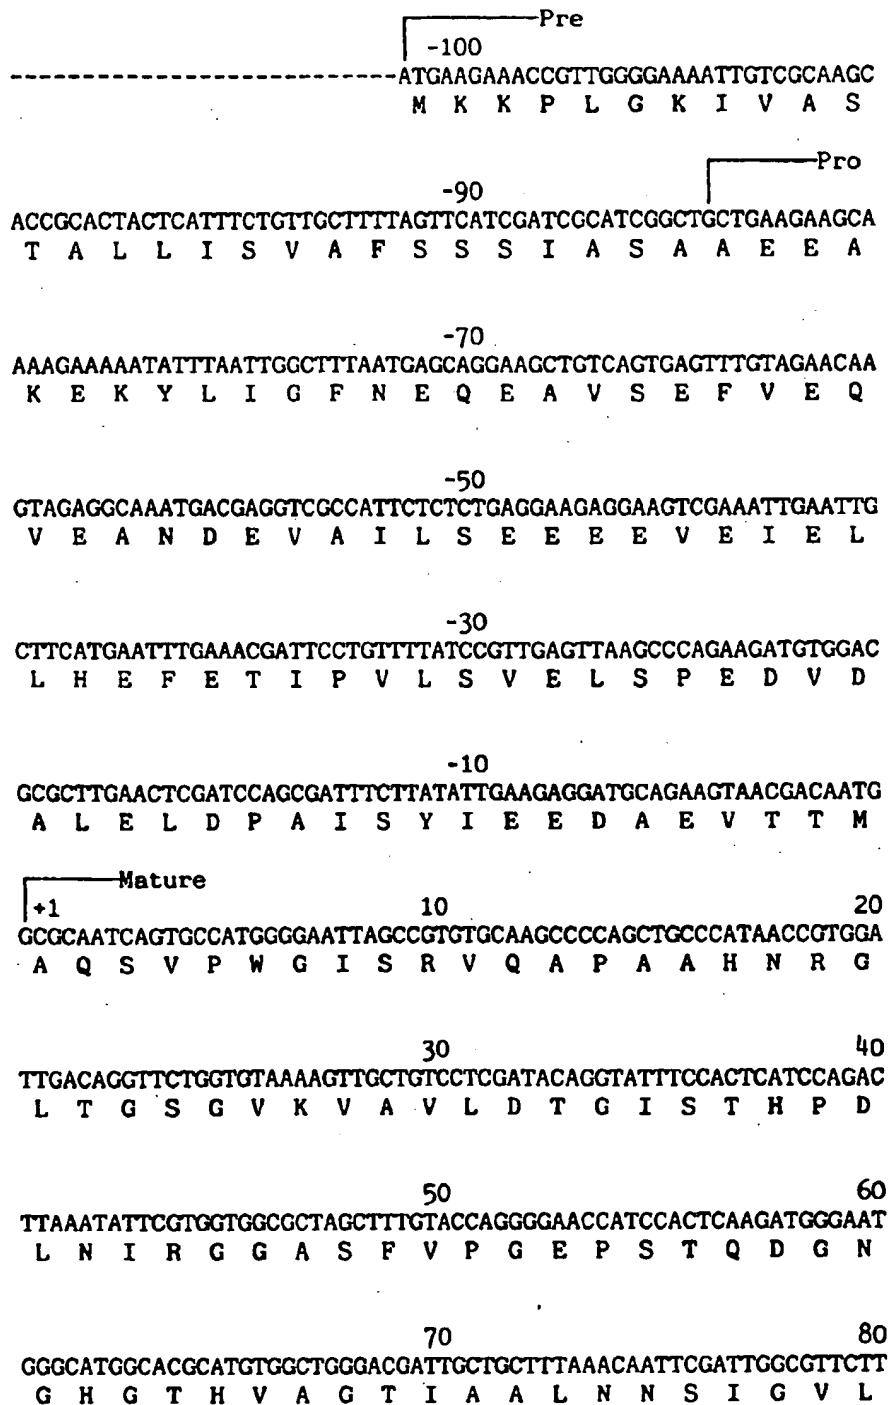 Pre
-100
--------------------------ATGAAGAAACCGTTGGGGAAAATTGTCGCAAGC
M K K P L G K I V A S
Pro
-90
ACCGCACTACTCATTTCTGTTGCTTTTAGTTCATCGATCGCATCGGCTGCTGAAGAAGCA
T A L L I S V A F S S S I A S A A E E A
-70
AAAGAAAAATATTTAATTGGCTTTAATGAGCAGGAAGCTGTCAGTGAGTTTGTAGAACAA
K E K Y L I G F N E Q E A V S E F V E Q
-50
GTAGAGGCAAATGACGAGGTCGCCATTCTCTCTGAGGAAGAGGAAGTCGAAATTGAATTG
V E A N D E V A I L S E E E E V E I E L
-30
CTTCATGAATTTGAAACGATTCCTGTTTTATCCGTTGAGTTAAGCCCAGAAGATGTGGAC
L H E F E T I P V L S V E L S P E D V D
-10
GCGCTTGAACTCGATCCAGCGATTTCTTATATTGAAGAGGATGCAGAAGTAACGACAATG
A L E L D P A I S Y I E E D A E V T T M
Mature
+1 10 20
GCGCAATCAGTGCCATGGGGAATTAGCCGTGTGCAAGCCCCAGCTGCCCATAACCGTGGA
A Q S V P W G I S R V Q A P A A H N R G
30 40
TTGACAGGTTCTGGTGTAAAAGTTGCTGTCCTCGATACAGGTATTTCCACTCATCCAGAC
L T G S G V K V A V L D T G I S T H P D
50 60
TTAAATATTCGTGGTGGCGCTAGCTTTGTACCAGGGGAACCATCCACTCAAGATGGGAAT
L N I R G G A S F V P G E P S T Q D G N
70 80
GGGCATGGCACGCATGTGGCTGGGACGATTGCTGCTTTAAACAATTCGATTGGCGTTCTT
G H G T H V A G T I A A L N N S I G V L